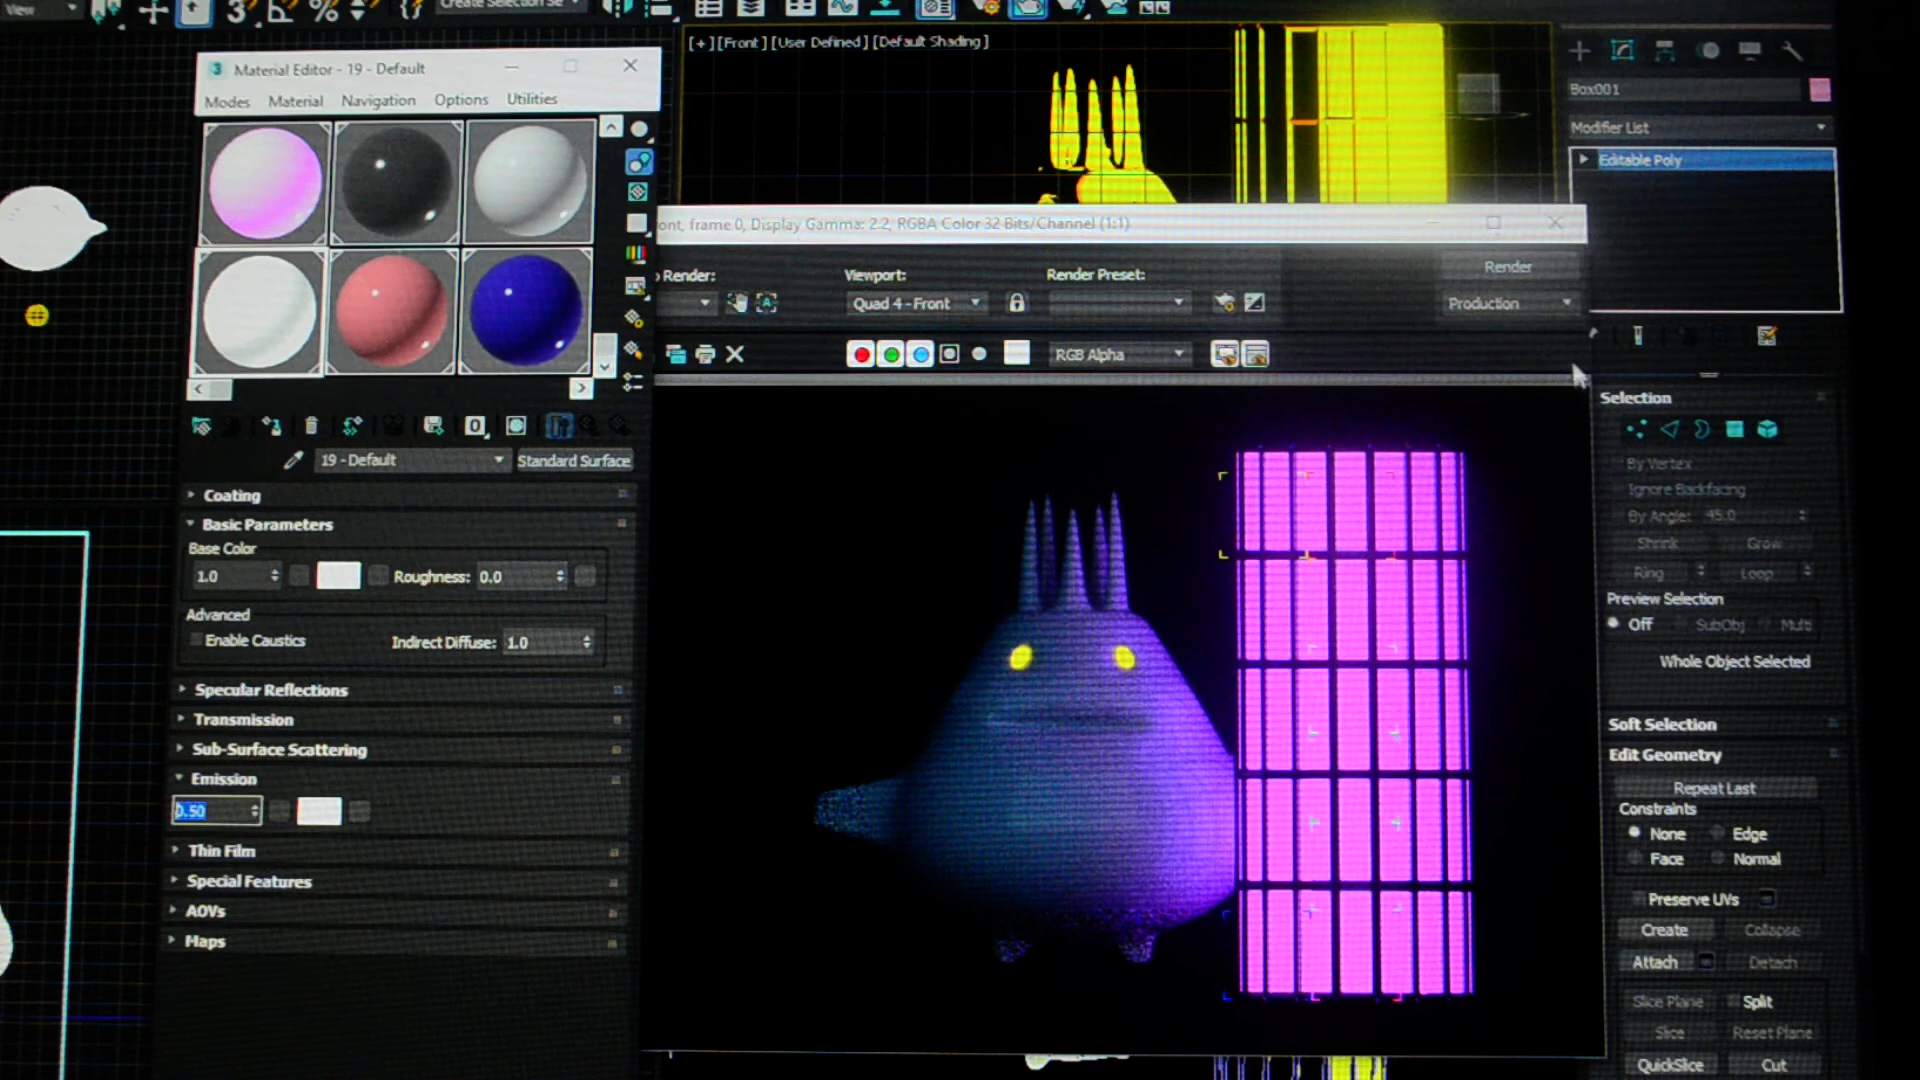 View
Create Selection Se
[+] [Front] [User Defined] [Default Shading]
3 Material Editor - 19 - Default
Modes Material Navigation Options Utilities
Box001
Modifier List
Editable Poly
ont, frame 0, Display Gamma: 2.2, RGBA Color 32 Bits/Channel (1:1)
Render:
Viewport:
Render Preset:
Render
Quad 4 - Front
Production
RGB Alpha
19 - Default
Standard Surface
Coating
Basic Parameters
Base Color
1.0
Roughness: 0.0
Advanced
Enable Caustics
Indirect Diffuse: 1.0
Specular Reflections
Transmission
Sub-Surface Scattering
Emission
0.50
Thin Film
Special Features
AOVs
Maps
Selection
By Vertex
Ignore Backfacing
By Angle: 45.0
Shrink Grow
Ring Loop
Preview Selection
Off SubObj Multi
Whole Object Selected
Soft Selection
Edit Geometry
Repeat Last
Constraints
None Edge
Face Normal
Preserve UVs
Create Collapse
Attach Detach
Slice Plane Split
Slice Reset Plane
QuickSlice Cut